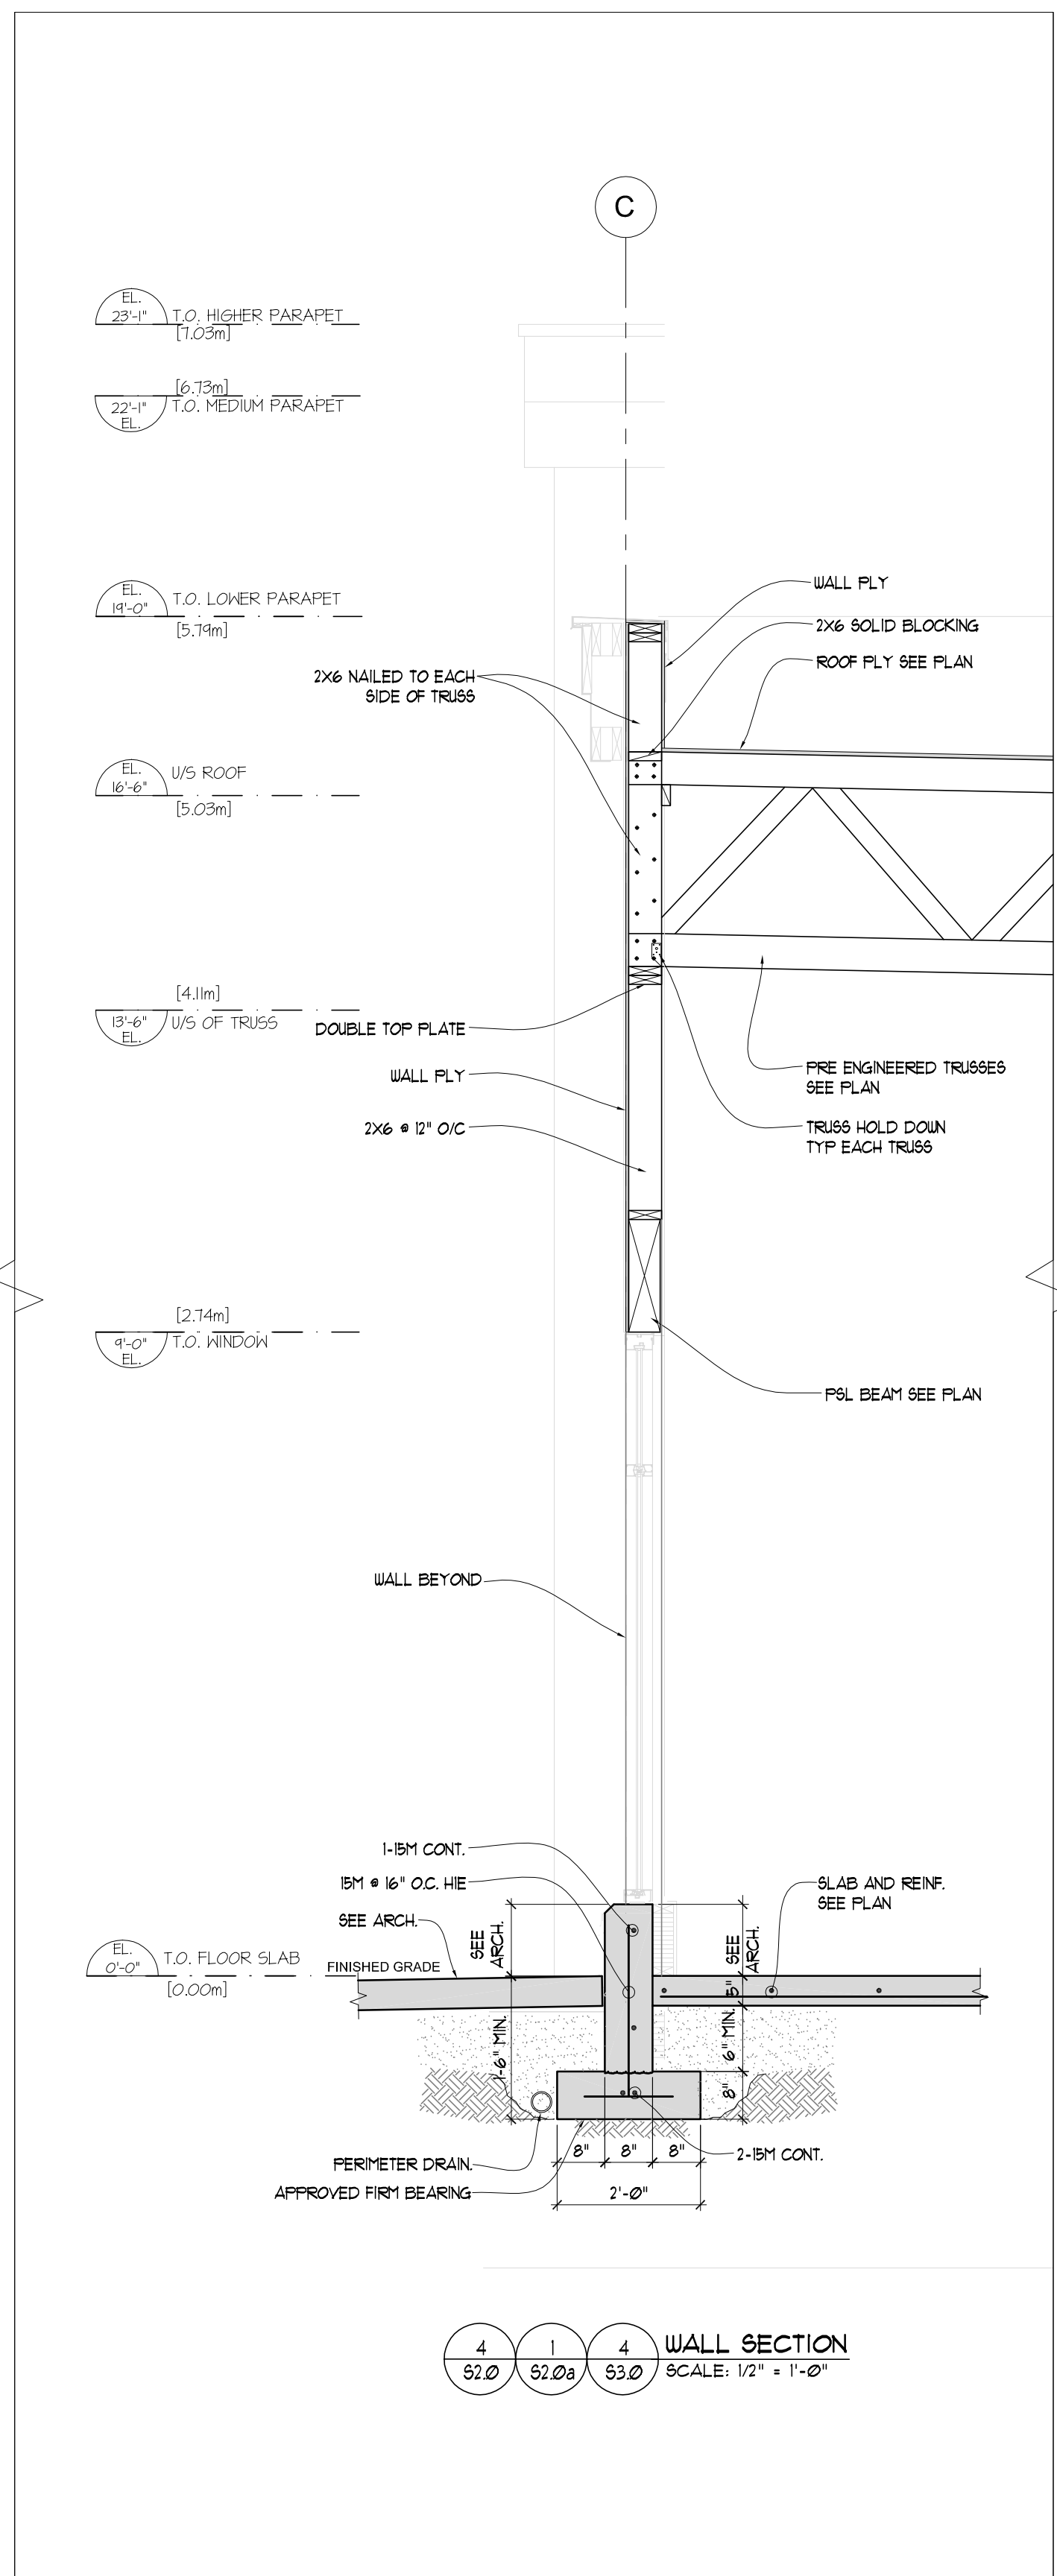 C
EL.
23'-1"
T.O. HIGHER PARAPET
[7.03m]
[6.73m]
22'-1"
EL.
T.O. MEDIUM PARAPET
EL.
19'-0"
T.O. LOWER PARAPET
[5.79m]
WALL PLY
2X6 SOLID BLOCKING
ROOF PLY SEE PLAN
2X6 NAILED TO EACH
SIDE OF TRUSS
EL.
16'-6"
U/S ROOF
[5.03m]
[4.11m]
13'-6"
EL.
U/S OF TRUSS
DOUBLE TOP PLATE
WALL PLY
2X6 @ 12" O/C
PRE ENGINEERED TRUSSES
SEE PLAN
TRUSS HOLD DOWN
TYP EACH TRUSS
[2.74m]
9'-0"
EL.
T.O. WINDOW
PSL BEAM SEE PLAN
WALL BEYOND
1-15M CONT.
15M @ 16" O.C. HIE
SEE ARCH.
SLAB AND REINF.
SEE PLAN
SEE
ARCH.
SEE
ARCH.
EL.
0'-0"
T.O. FLOOR SLAB
[0.00m]
FINISHED GRADE
1'-6" MIN.
5"
6" MIN.
8"
8"
8"
8"
2'-0"
2-15M CONT.
PERIMETER DRAIN.
APPROVED FIRM BEARING
4
S2.0
1
S2.0a
4
S3.0
WALL SECTION
SCALE: 1/2" = 1'-0"